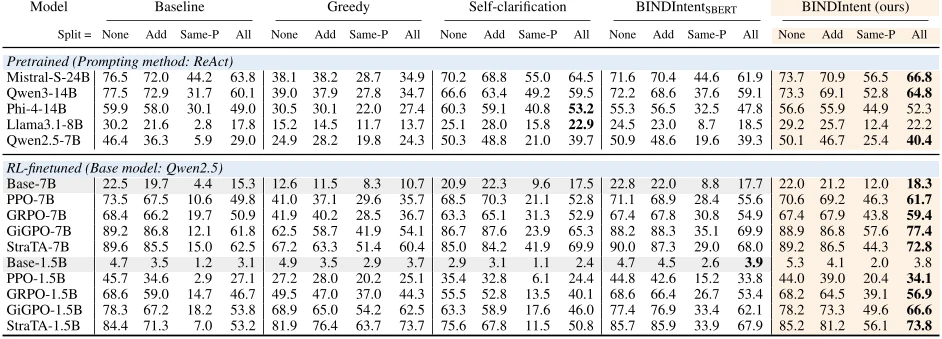 Model Baseline Greedy Self-clarification BINDIntentSBERT BINDIntent (ours)
Split = None Add Same-P All None Add Same-P All None Add Same-P All None Add Same-P All None Add Same-P All
Pretrained (Prompting method: ReAct)
Mistral-S-24B 76.5 72.0 44.2 63.8 38.1 38.2 28.7 34.9 70.2 68.8 55.0 64.5 71.6 70.4 44.6 61.9 73.7 70.9 56.5 66.8
Qwen3-14B 77.5 72.9 31.7 60.1 39.0 37.9 27.8 34.7 66.6 63.4 49.2 59.5 72.2 68.6 37.6 59.1 73.3 69.1 52.8 64.8
Phi-4-14B 59.9 58.0 30.1 49.0 30.5 30.1 22.0 27.4 60.3 59.1 40.8 53.2 55.3 56.5 32.5 47.8 56.6 55.9 44.9 52.3
Llama3.1-8B 30.2 21.6 2.8 17.8 15.2 14.5 11.7 13.7 25.1 28.0 15.8 22.9 24.5 23.0 8.7 18.5 29.2 25.7 12.4 22.2
Qwen2.5-7B 46.4 36.3 5.9 29.0 24.9 28.2 19.8 24.3 50.3 48.8 21.0 39.7 50.9 48.6 19.6 39.3 50.1 46.7 25.4 40.4
RL-finetuned (Base model: Qwen2.5)
Base-7B 22.5 19.7 4.4 15.3 12.6 11.5 8.3 10.7 20.9 22.3 9.6 17.5 22.8 22.0 8.8 17.7 22.0 21.2 12.0 18.3
PPO-7B 73.5 67.5 10.6 49.8 41.0 37.1 29.6 35.7 68.5 70.3 21.1 52.8 71.1 68.9 28.4 55.6 70.6 69.2 46.3 61.7
GRPO-7B 68.4 66.2 19.7 50.9 41.9 40.2 28.5 36.7 63.3 65.1 31.3 52.9 67.4 67.8 30.8 54.9 67.4 67.9 43.8 59.4
GiGPO-7B 89.2 86.8 12.1 61.8 62.5 58.7 41.9 54.1 86.7 87.6 23.9 65.3 88.2 88.3 35.1 69.9 88.9 86.8 57.6 77.4
StraTA-7B 89.6 85.5 15.0 62.5 67.2 63.3 51.4 60.4 85.0 84.2 41.9 69.9 90.0 87.3 29.0 68.0 89.2 86.5 44.3 72.8
Base-1.5B 4.7 3.5 1.2 3.1 4.9 3.5 2.9 3.7 2.9 3.1 1.1 2.4 4.7 4.5 2.6 3.9 5.3 4.1 2.0 3.8
PPO-1.5B 45.7 34.6 2.9 27.1 27.2 28.0 20.2 25.1 35.4 32.8 6.1 24.4 44.8 42.6 15.2 33.8 44.0 39.0 20.4 34.1
GRPO-1.5B 68.6 59.0 14.7 46.7 49.5 47.0 37.0 44.3 55.5 52.8 13.5 40.1 68.6 66.4 26.7 53.4 68.2 64.5 39.1 56.9
GiGPO-1.5B 78.3 67.2 18.2 53.8 68.9 65.0 54.2 62.5 63.3 58.9 17.6 46.0 77.4 76.9 33.4 62.1 78.2 73.3 49.6 66.6
StraTA-1.5B 84.4 71.3 7.0 53.2 81.9 76.4 63.7 73.7 75.6 67.8 11.5 50.8 85.7 85.9 33.9 67.9 85.2 81.2 56.1 73.8